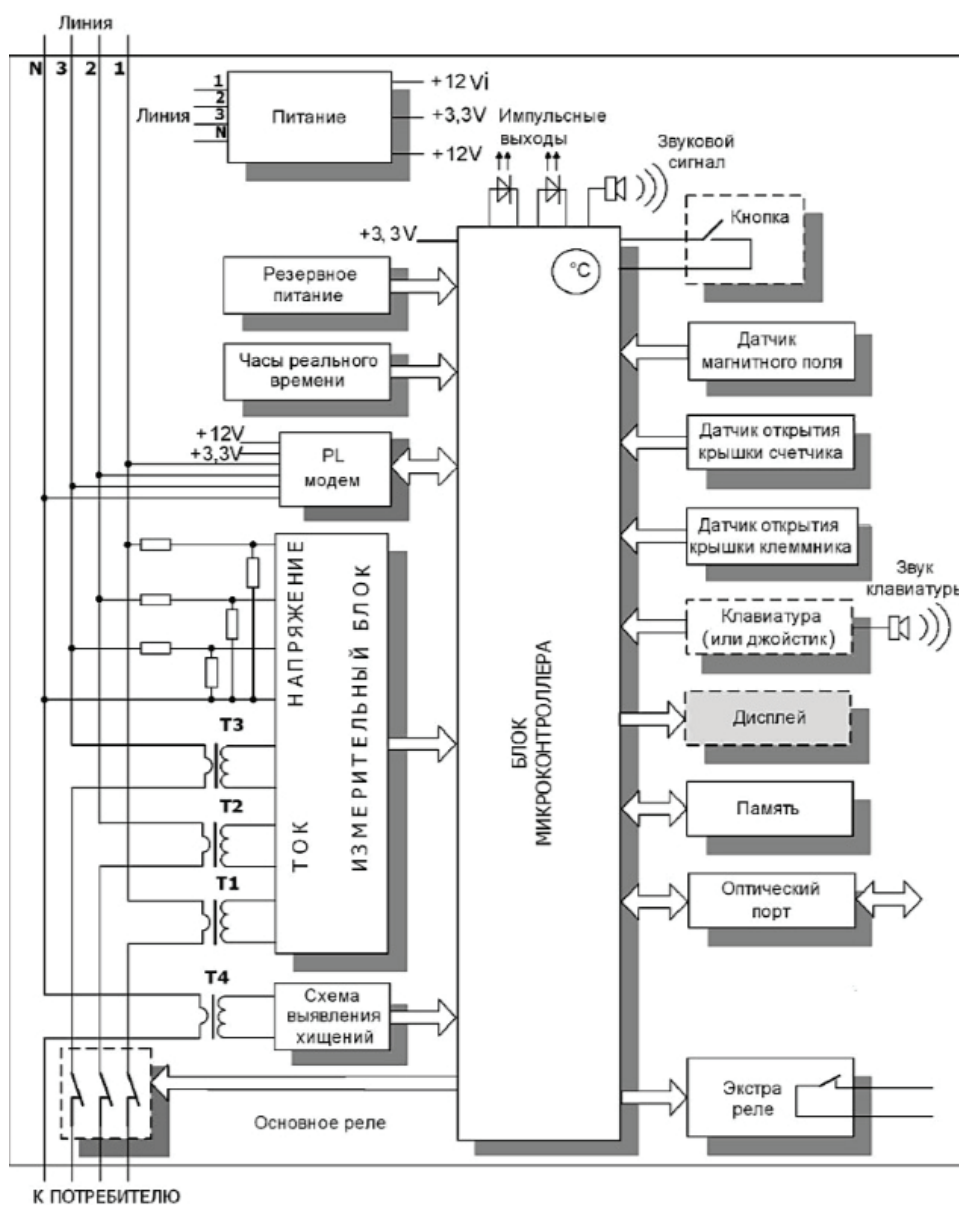 Линия
N 3 2 1
Линия
1
2
3
N
Питание
+12Vi
+3,3V
+12V
Импульсные
выходы
Звуковой
сигнал
+3,3V
°C
Кнопка
Резервное
питание
Часы реального
времени
Датчик
магнитного поля
+12V
+3,3V
PL
модем
Датчик открытия
крышки счетчика
Датчик открытия
крышки клеммника
Звук
клавиатуры
Клавиатура
(или джойстик)
НАПРЯЖЕНИЕ
ТОК
ИЗМЕРИТЕЛЬНЫЙ БЛОК
БЛОК
МИКРОКОНТРОЛЛЕРА
Дисплей
T3
T2
T1
T4
Память
Оптический
порт
Схема
выявления
хищений
Основное реле
Экстра
реле
К ПОТРЕБИТЕЛЮ